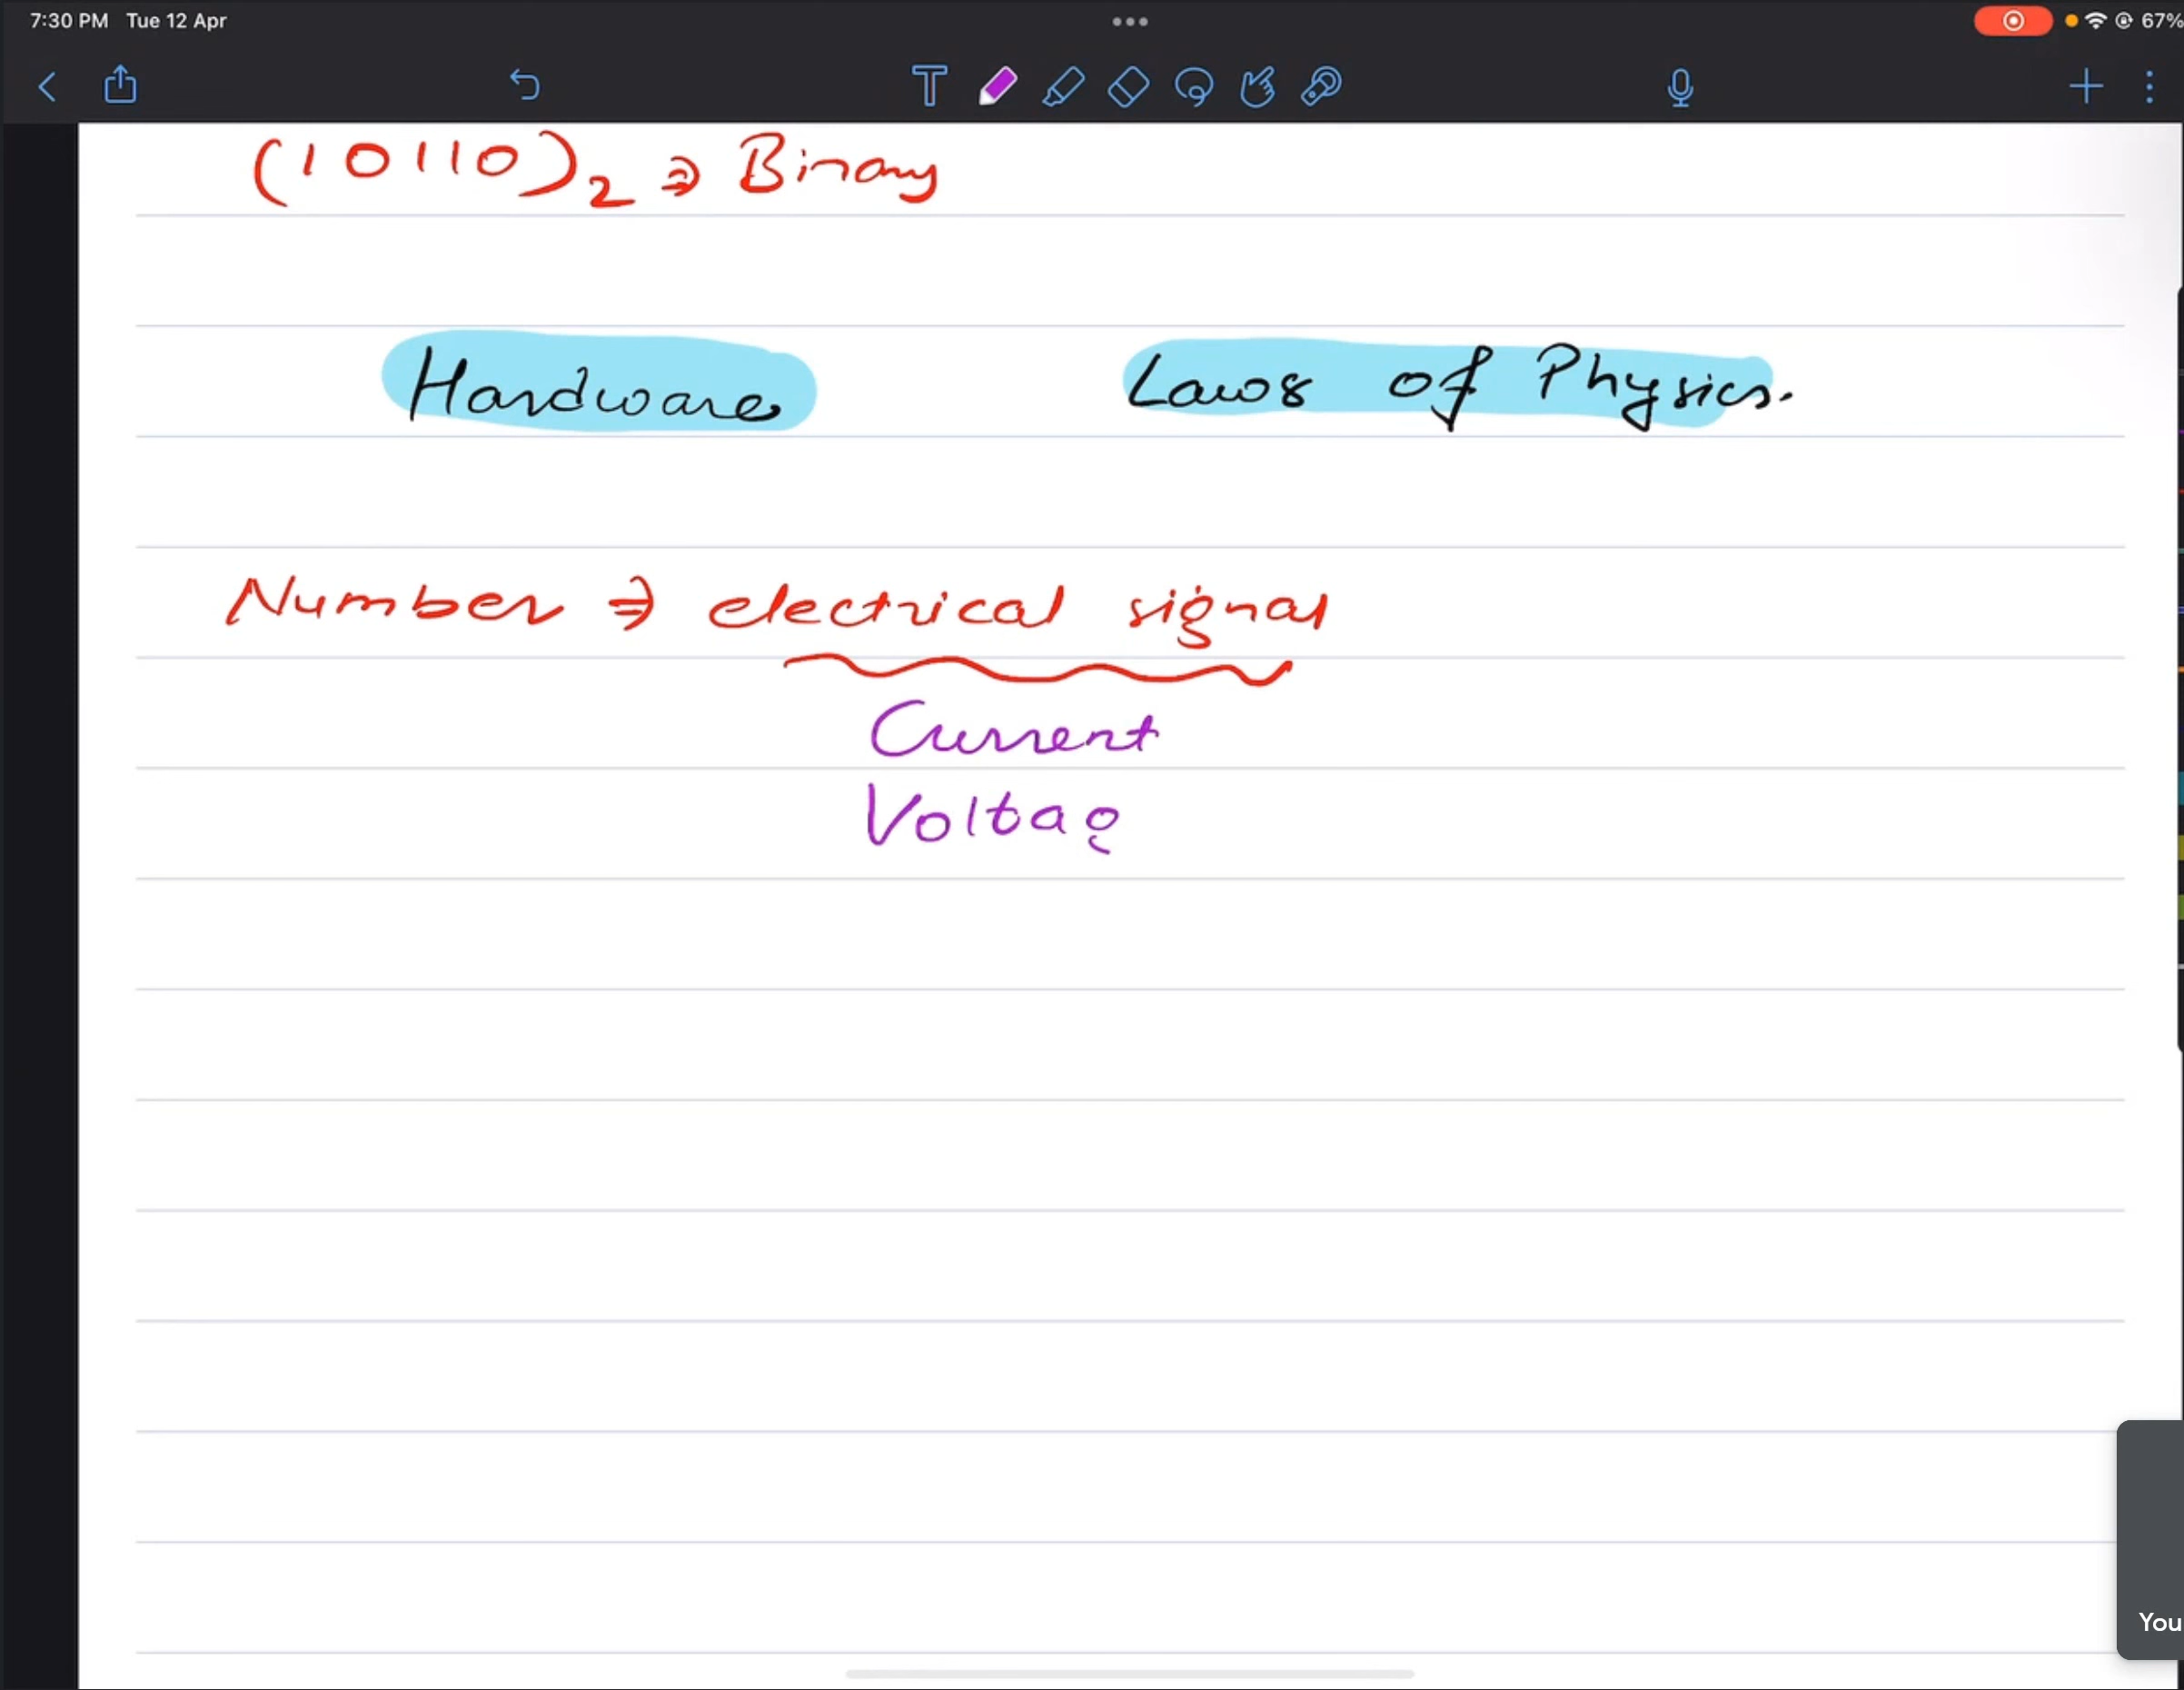 7:30 PM Tue 12 Apr 67%
(10110)₂ ⇒ Binary
Hardware Laws of Physics.
Number ⇒ electrical signal
Current
Voltage
You